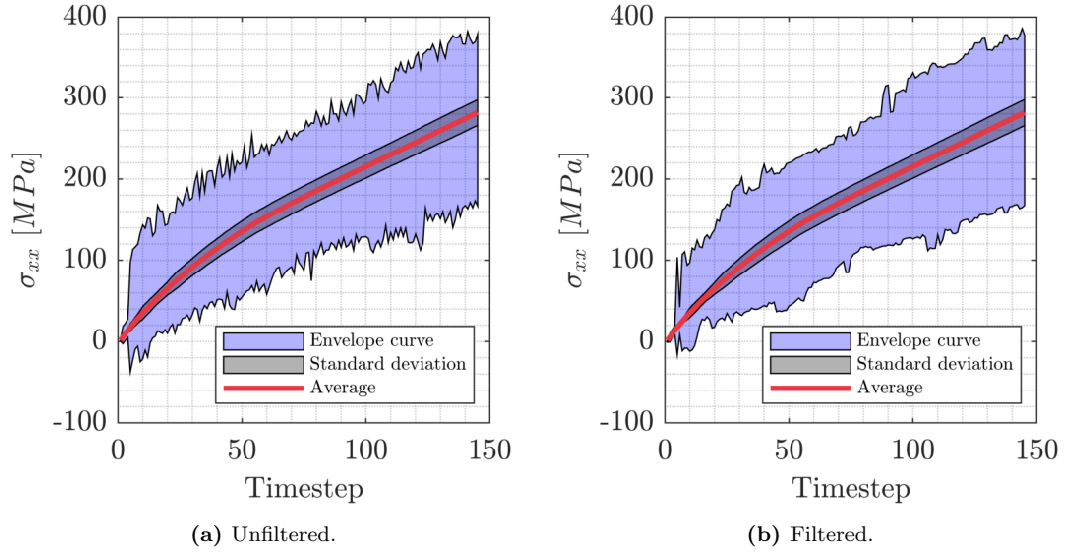 400
300
200
100
0
-100
σxx [MPa]
Envelope curve
Standard deviation
Average
0 50 100 150
Timestep
(a) Unfiltered.
400
300
200
100
0
-100
σxx [MPa]
Envelope curve
Standard deviation
Average
0 50 100 150
Timestep
(b) Filtered.